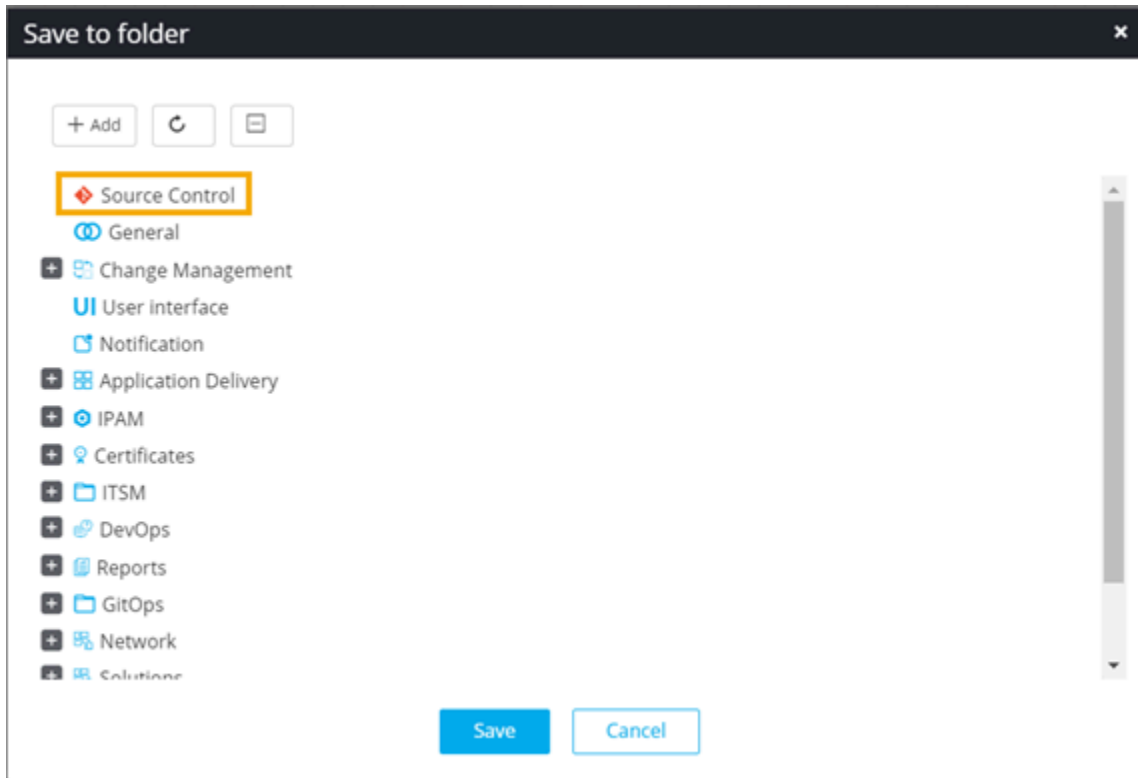 Save to folder
+ Add
Source Control
General
Change Management
UI User interface
Notification
Application Delivery
IPAM
Certificates
ITSM
DevOps
Reports
GitOps
Network
Solutions
Save Cancel